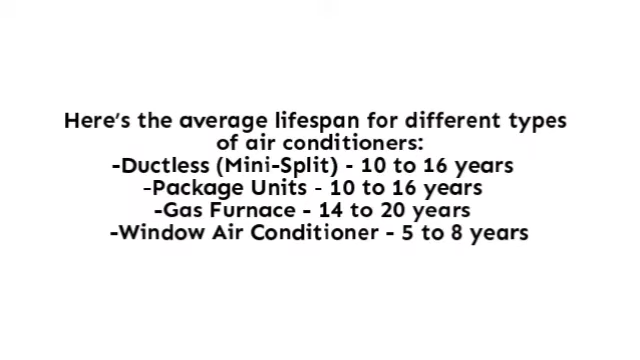 Here's the average lifespan for different types
of air conditioners:
-Ductless (Mini-Split) - 10 to 16 years
-Package Units - 10 to 16 years
-Gas Furnace - 14 to 20 years
-Window Air Conditioner - 5 to 8 years